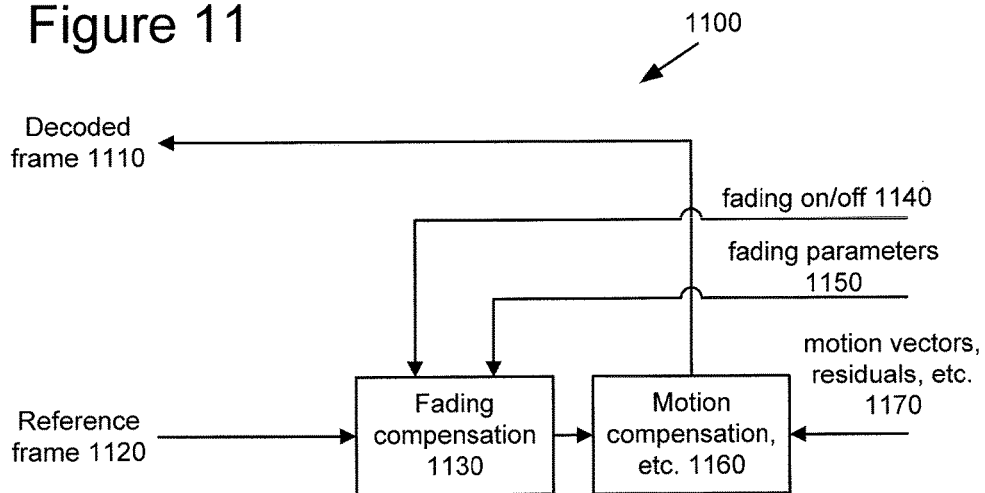 Figure 11
1100
Decoded
frame 1110
fading on/off 1140
fading parameters
1150
motion vectors,
residuals, etc.
1170
Reference
frame 1120
Fading
compensation
1130
Motion
compensation,
etc. 1160